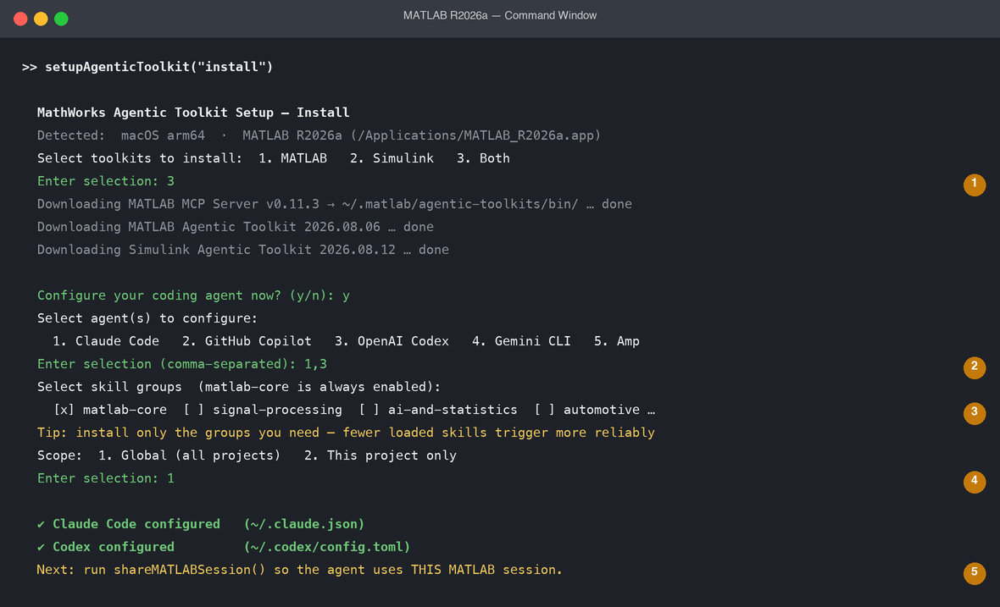 MATLAB R2026a — Command Window
>> setupAgenticToolkit("install")
MathWorks Agentic Toolkit Setup — Install
Detected:  macOS arm64  ·  MATLAB R2026a (/Applications/MATLAB_R2026a.app)
Select toolkits to install:  1. MATLAB   2. Simulink   3. Both
Enter selection: 3
1
Downloading MATLAB MCP Server v0.11.3 → ~/.matlab/agentic-toolkits/bin/ … done
Downloading MATLAB Agentic Toolkit 2026.08.06 … done
Downloading Simulink Agentic Toolkit 2026.08.12 … done
Configure your coding agent now? (y/n): y
Select agent(s) to configure:
1. Claude Code   2. GitHub Copilot   3. OpenAI Codex   4. Gemini CLI   5. Amp
Enter selection (comma-separated): 1,3
2
Select skill groups  (matlab-core is always enabled):
[x] matlab-core  [ ] signal-processing  [ ] ai-and-statistics  [ ] automotive …
3
Tip: install only the groups you need — fewer loaded skills trigger more reliably
Scope:  1. Global (all projects)   2. This project only
Enter selection: 1
4
✔ Claude Code configured   (~/.claude.json)
✔ Codex configured         (~/.codex/config.toml)
Next: run shareMATLABSession() so the agent uses THIS MATLAB session.
5